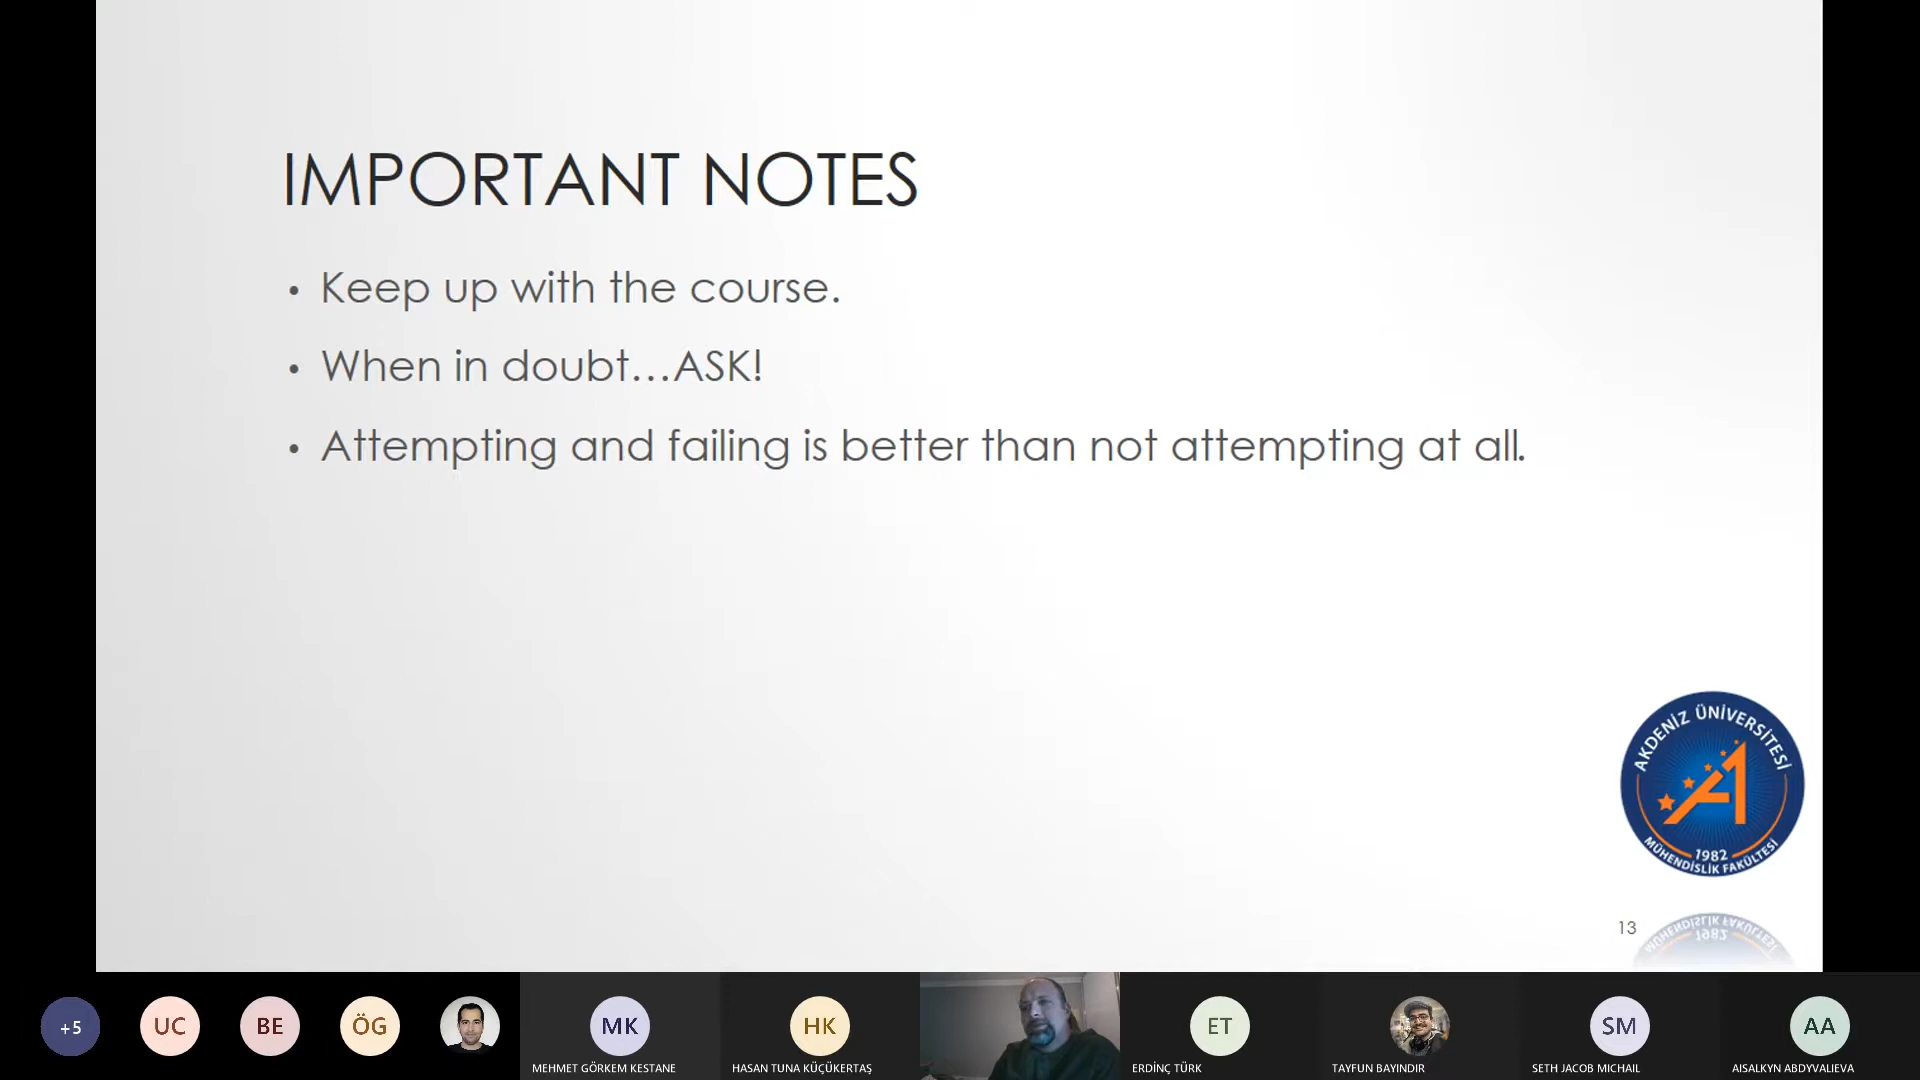 IMPORTANT NOTES
• Keep up with the course.
• When in doubt...ASK!
• Attempting and failing is better than not attempting at all.
AKDENİZ ÜNİVERSİTESİ
1982
MÜHENDİSLİK FAKÜLTESİ
13
+5
UC
BE
ÖG
MK
HK
ET
SM
AA
MEHMET GÖRKEM KESTANE
HASAN TUNA KÜÇÜKERTAŞ
ERDİNÇ TÜRK
TAYFUN BAYINDIR
SETH JACOB MICHAIL
AISALKYN ABDYVALIEVA